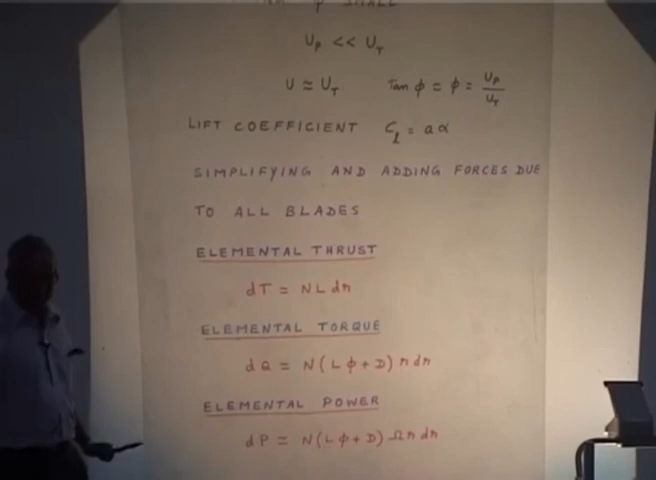 φ SMALL
U_P << U_T
U ≃ U_T Tan φ ≃ φ = U_P / U_T
LIFT COEFFICIENT C_l = a α
SIMPLIFYING AND ADDING FORCES DUE
TO ALL BLADES
ELEMENTAL THRUST
dT = NL dr
ELEMENTAL TORQUE
dQ = N(Lφ+D) r dr
ELEMENTAL POWER
dP = N(Lφ+D) Ωr dr